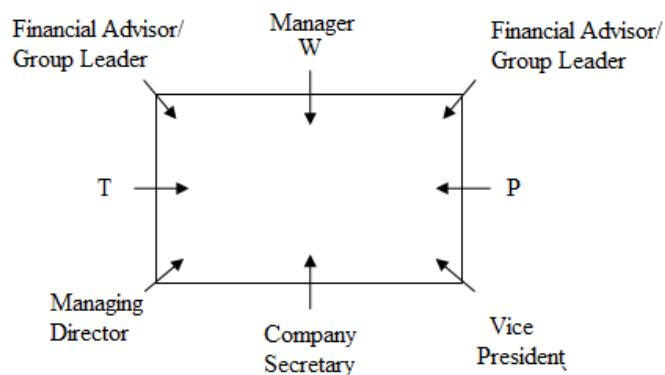 Financial Advisor/
Group Leader
Manager
W
Financial Advisor/
Group Leader
T
P
Managing
Director
Company
Secretary
Vice
President